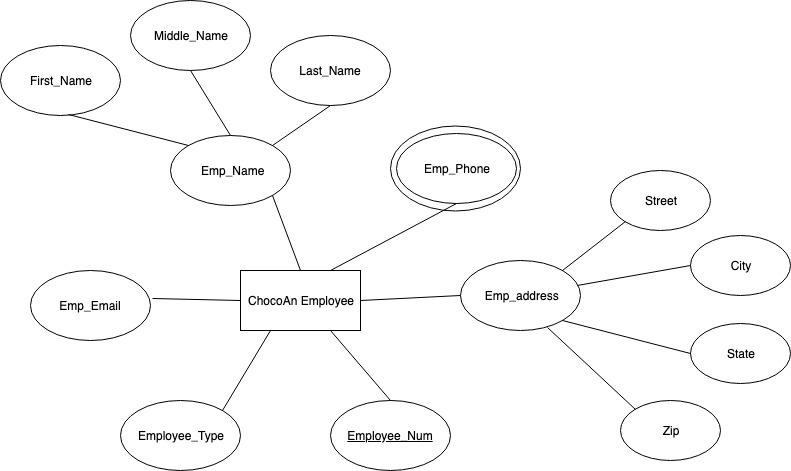 Middle_Name
First_Name
Last_Name
Emp_Name
Emp_Phone
Street
City
Emp_Email
ChocoAn Employee
Emp_address
State
Employee_Type
Employee_Num
Zip